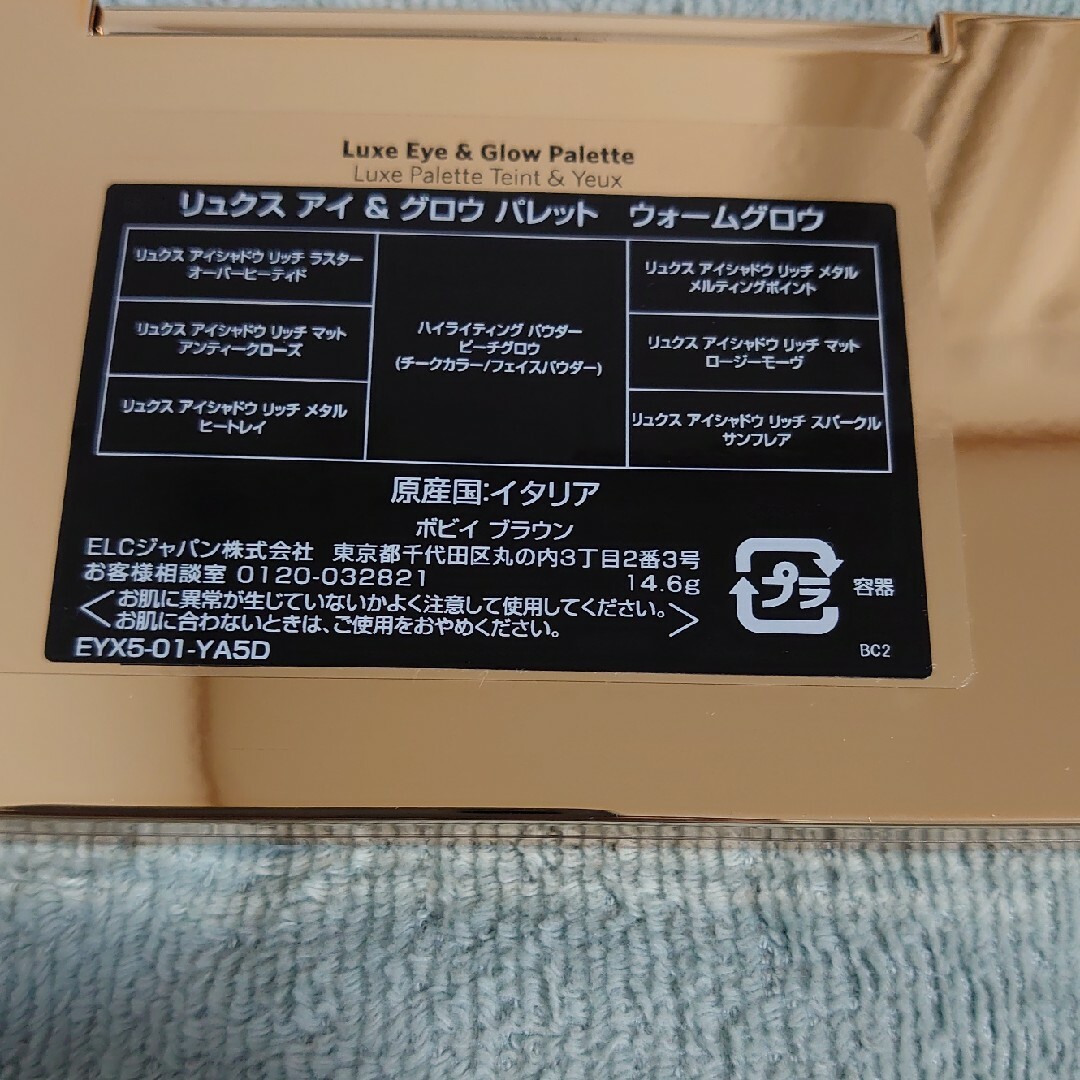 Luxe Eye & Glow Palette
Luxe Palette Teint & Yeux
リュクス アイ & グロウ パレット ウォームグロウ
リュクス アイシャドウ リッチ ラスター
オーバーヒーティド
リュクス アイシャドウ リッチ マット
アンティークローズ
リュクス アイシャドウ リッチ メタル
ヒートレイ
ハイライティング パウダー
ピーチグロウ
(チークカラー/フェイスパウダー)
リュクス アイシャドウ リッチ メタル
メルティングポイント
リュクス アイシャドウ リッチ マット
ロージーモーヴ
リュクス アイシャドウ リッチ スパークル
サンフレア
原産国:イタリア
ボビイ ブラウン
ELCジャパン株式会社 東京都千代田区丸の内3丁目2番3号
お客様相談室 0120-032821 14.6g
お肌に異常が生じていないかよく注意して使用してください。
お肌に合わないときは、ご使用をおやめください。
プラ 容器
EYX5-01-YA5D
BC2